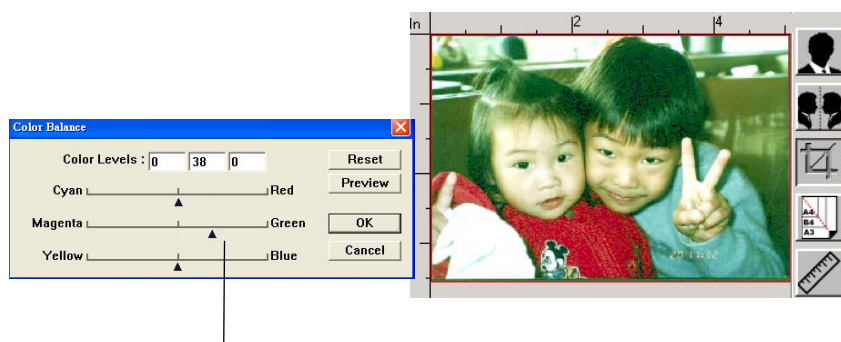 Color Balance
Color Levels : 0 38 0
Reset
Cyan Red
Preview
Magenta Green
OK
Yellow Blue
Cancel
In
2
4
A4
B4
A3